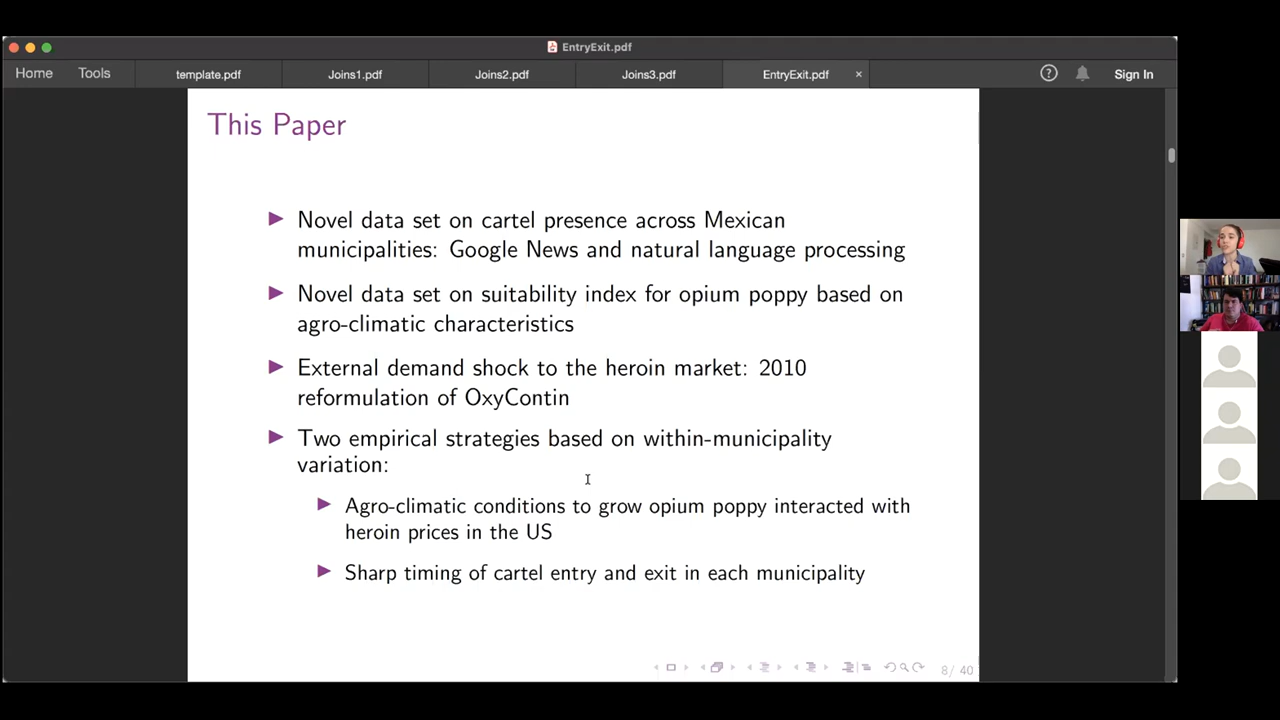 EntryExit.pdf
Home Tools template.pdf Joins1.pdf Joins2.pdf Joins3.pdf EntryExit.pdf × ? Sign In
This Paper
Novel data set on cartel presence across Mexican
municipalities: Google News and natural language processing
Novel data set on suitability index for opium poppy based on
agro-climatic characteristics
External demand shock to the heroin market: 2010
reformulation of OxyContin
Two empirical strategies based on within-municipality
variation:
Agro-climatic conditions to grow opium poppy interacted with
heroin prices in the US
Sharp timing of cartel entry and exit in each municipality
8/ 40